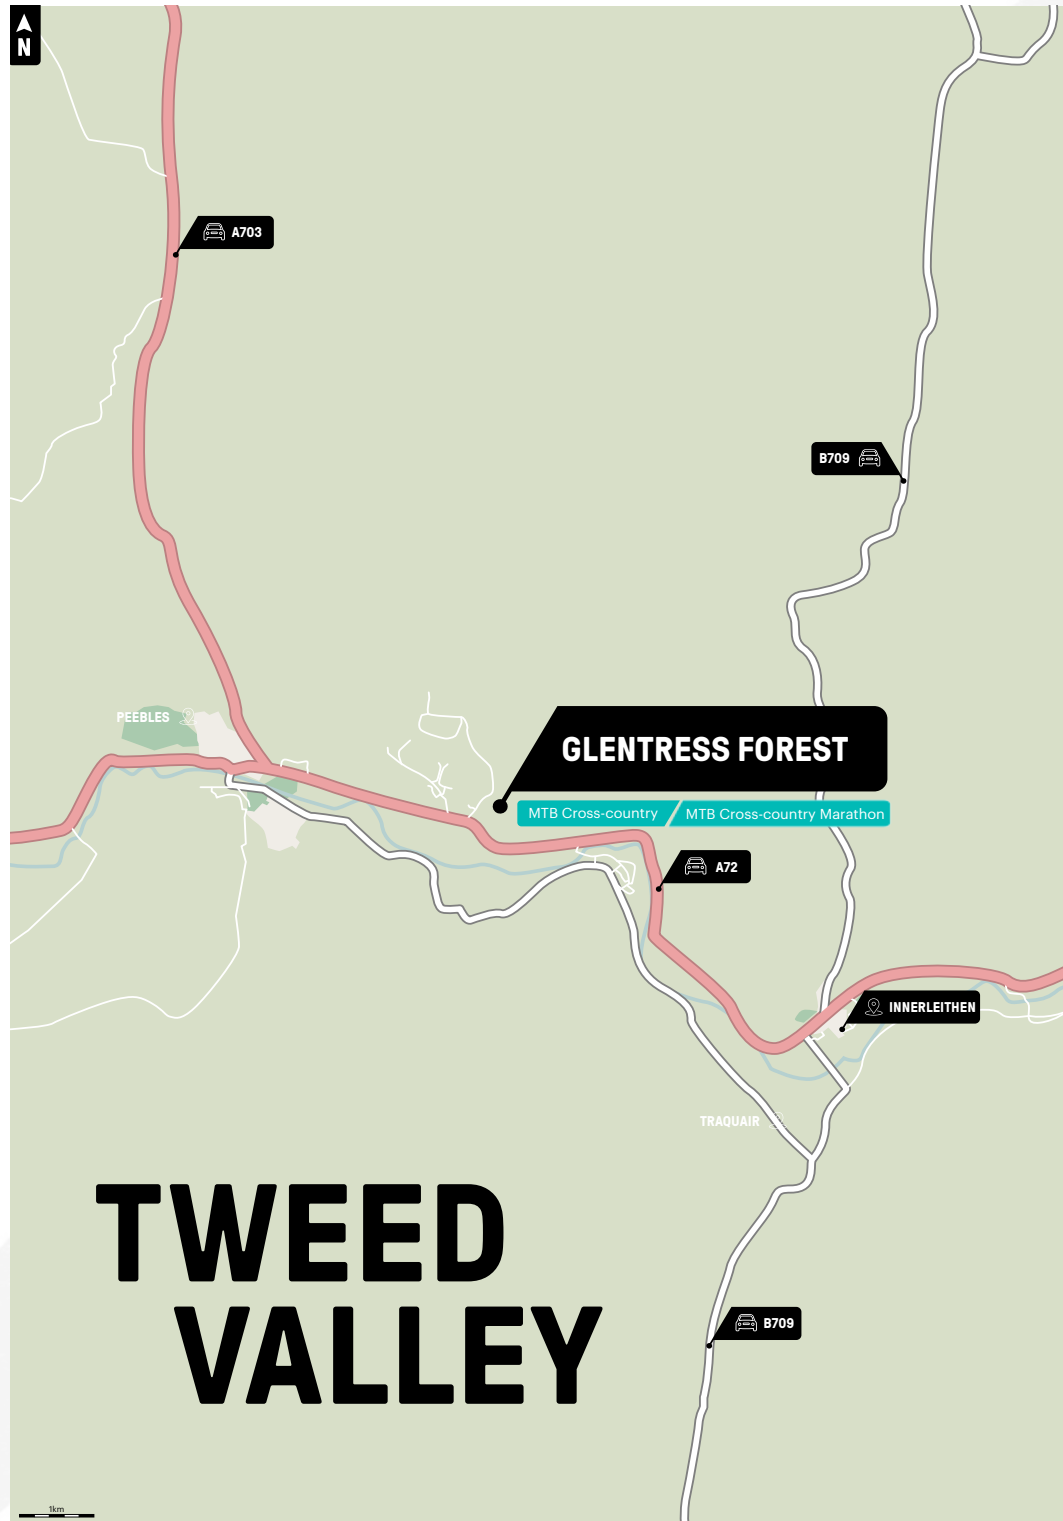 N
A703
B709
PEEBLES
GLENTRESS FOREST
MTB Cross-country
MTB Cross-country Marathon
A72
INNERLEITHEN
TRAQUAIR
TWEED
VALLEY
B709
1km